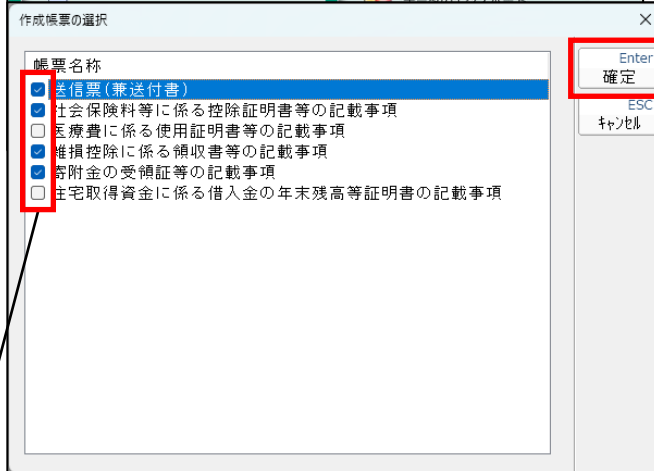 作成帳票の選択
帳票名称
送信票(兼送付書)
社会保険料等に係る控除証明書等の記載事項
医療費に係る使用証明書等の記載事項
雑損控除に係る領収書等の記載事項
寄附金の受領証等の記載事項
住宅取得資金に係る借入金の年末残高等証明書の記載事項
Enter
確定
ESC
ｷｬﾝｾﾙ